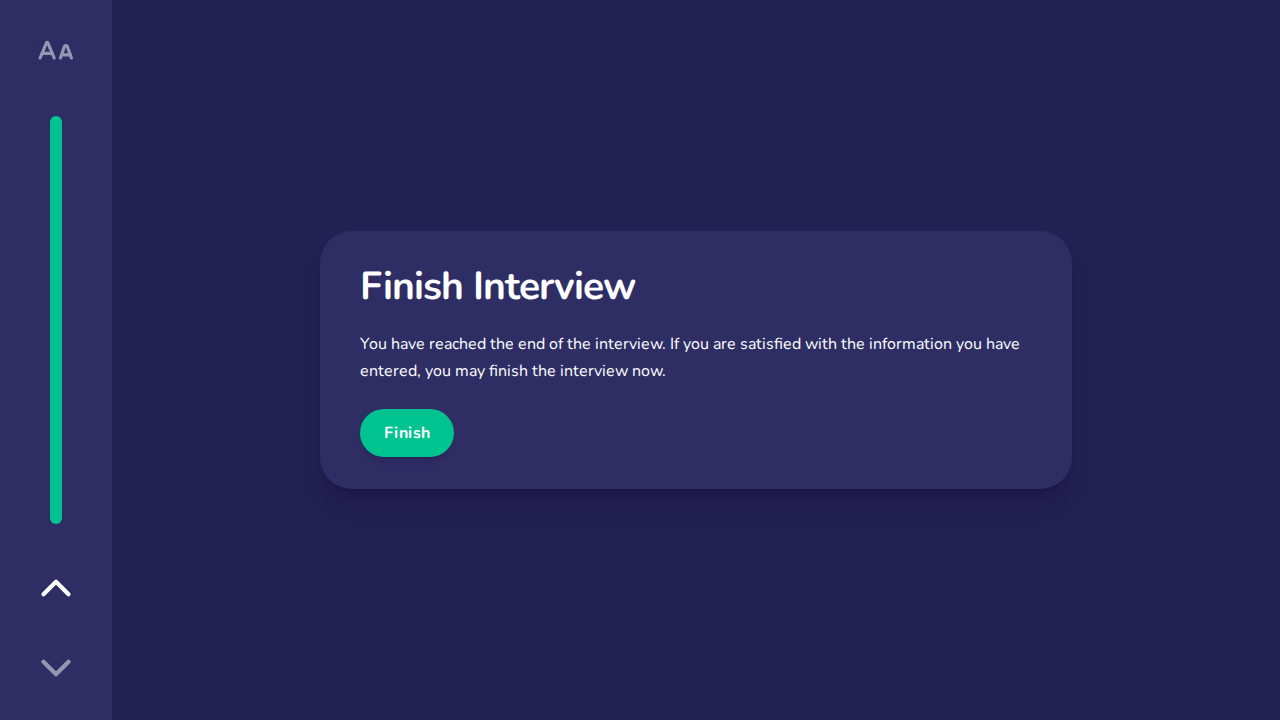 AA
Finish Interview
You have reached the end of the interview. If you are satisfied with the information you have
entered, you may finish the interview now.
Finish